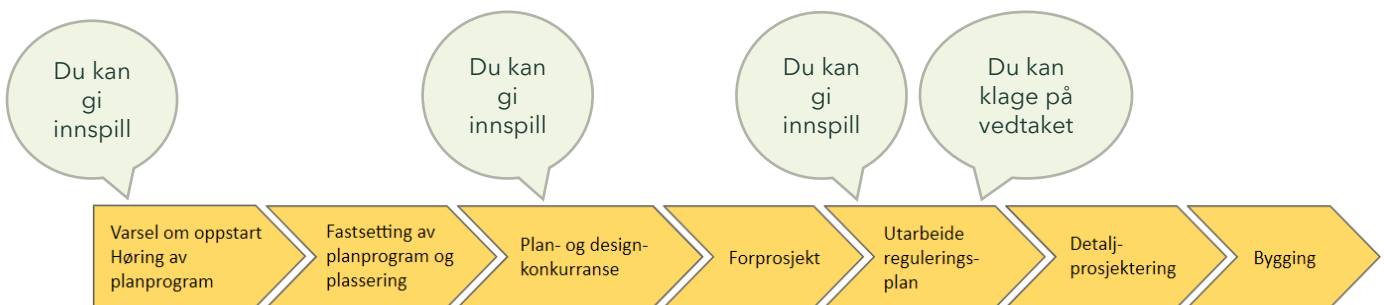 Du kan
gi
innspill
Du kan
gi
innspill
Du kan
gi
innspill
Du kan
klage på
vedtaket
Varsel om oppstart
Høring av
planprogram
Fastsetting av
planprogram og
plassering
Plan- og design-
konkurranse
Forprosjekt
Utarbeide
regulerings-
plan
Detalj-
prosjektering
Bygging